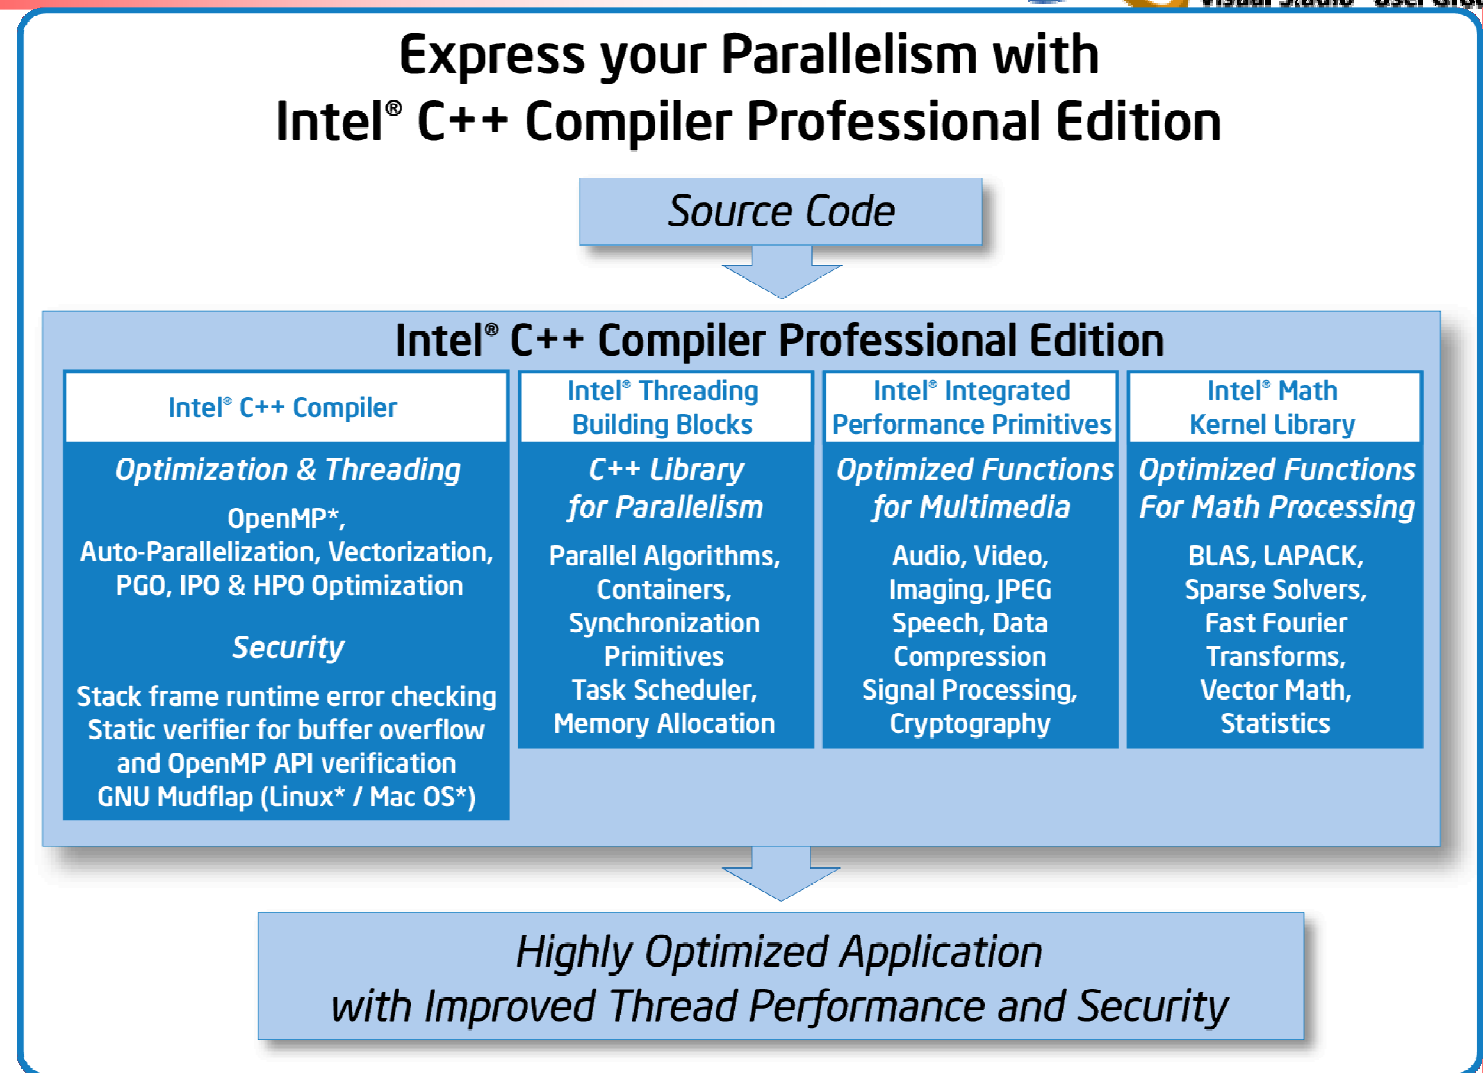 Visual Studio User Gro
Express your Parallelism with
Intel® C++ Compiler Professional Edition
Source Code
Intel® C++ Compiler Professional Edition
Intel® C++ Compiler
Optimization & Threading
OpenMP*,
Auto-Parallelization, Vectorization,
PGO, IPO & HPO Optimization
Security
Stack frame runtime error checking
Static verifier for buffer overflow
and OpenMP API verification
GNU Mudflap (Linux* / Mac OS*)
Intel® Threading
Building Blocks
C++ Library
for Parallelism
Parallel Algorithms,
Containers,
Synchronization
Primitives
Task Scheduler,
Memory Allocation
Intel® Integrated
Performance Primitives
Optimized Functions
for Multimedia
Audio, Video,
Imaging, JPEG
Speech, Data
Compression
Signal Processing,
Cryptography
Intel® Math
Kernel Library
Optimized Functions
For Math Processing
BLAS, LAPACK,
Sparse Solvers,
Fast Fourier
Transforms,
Vector Math,
Statistics
Highly Optimized Application
with Improved Thread Performance and Security